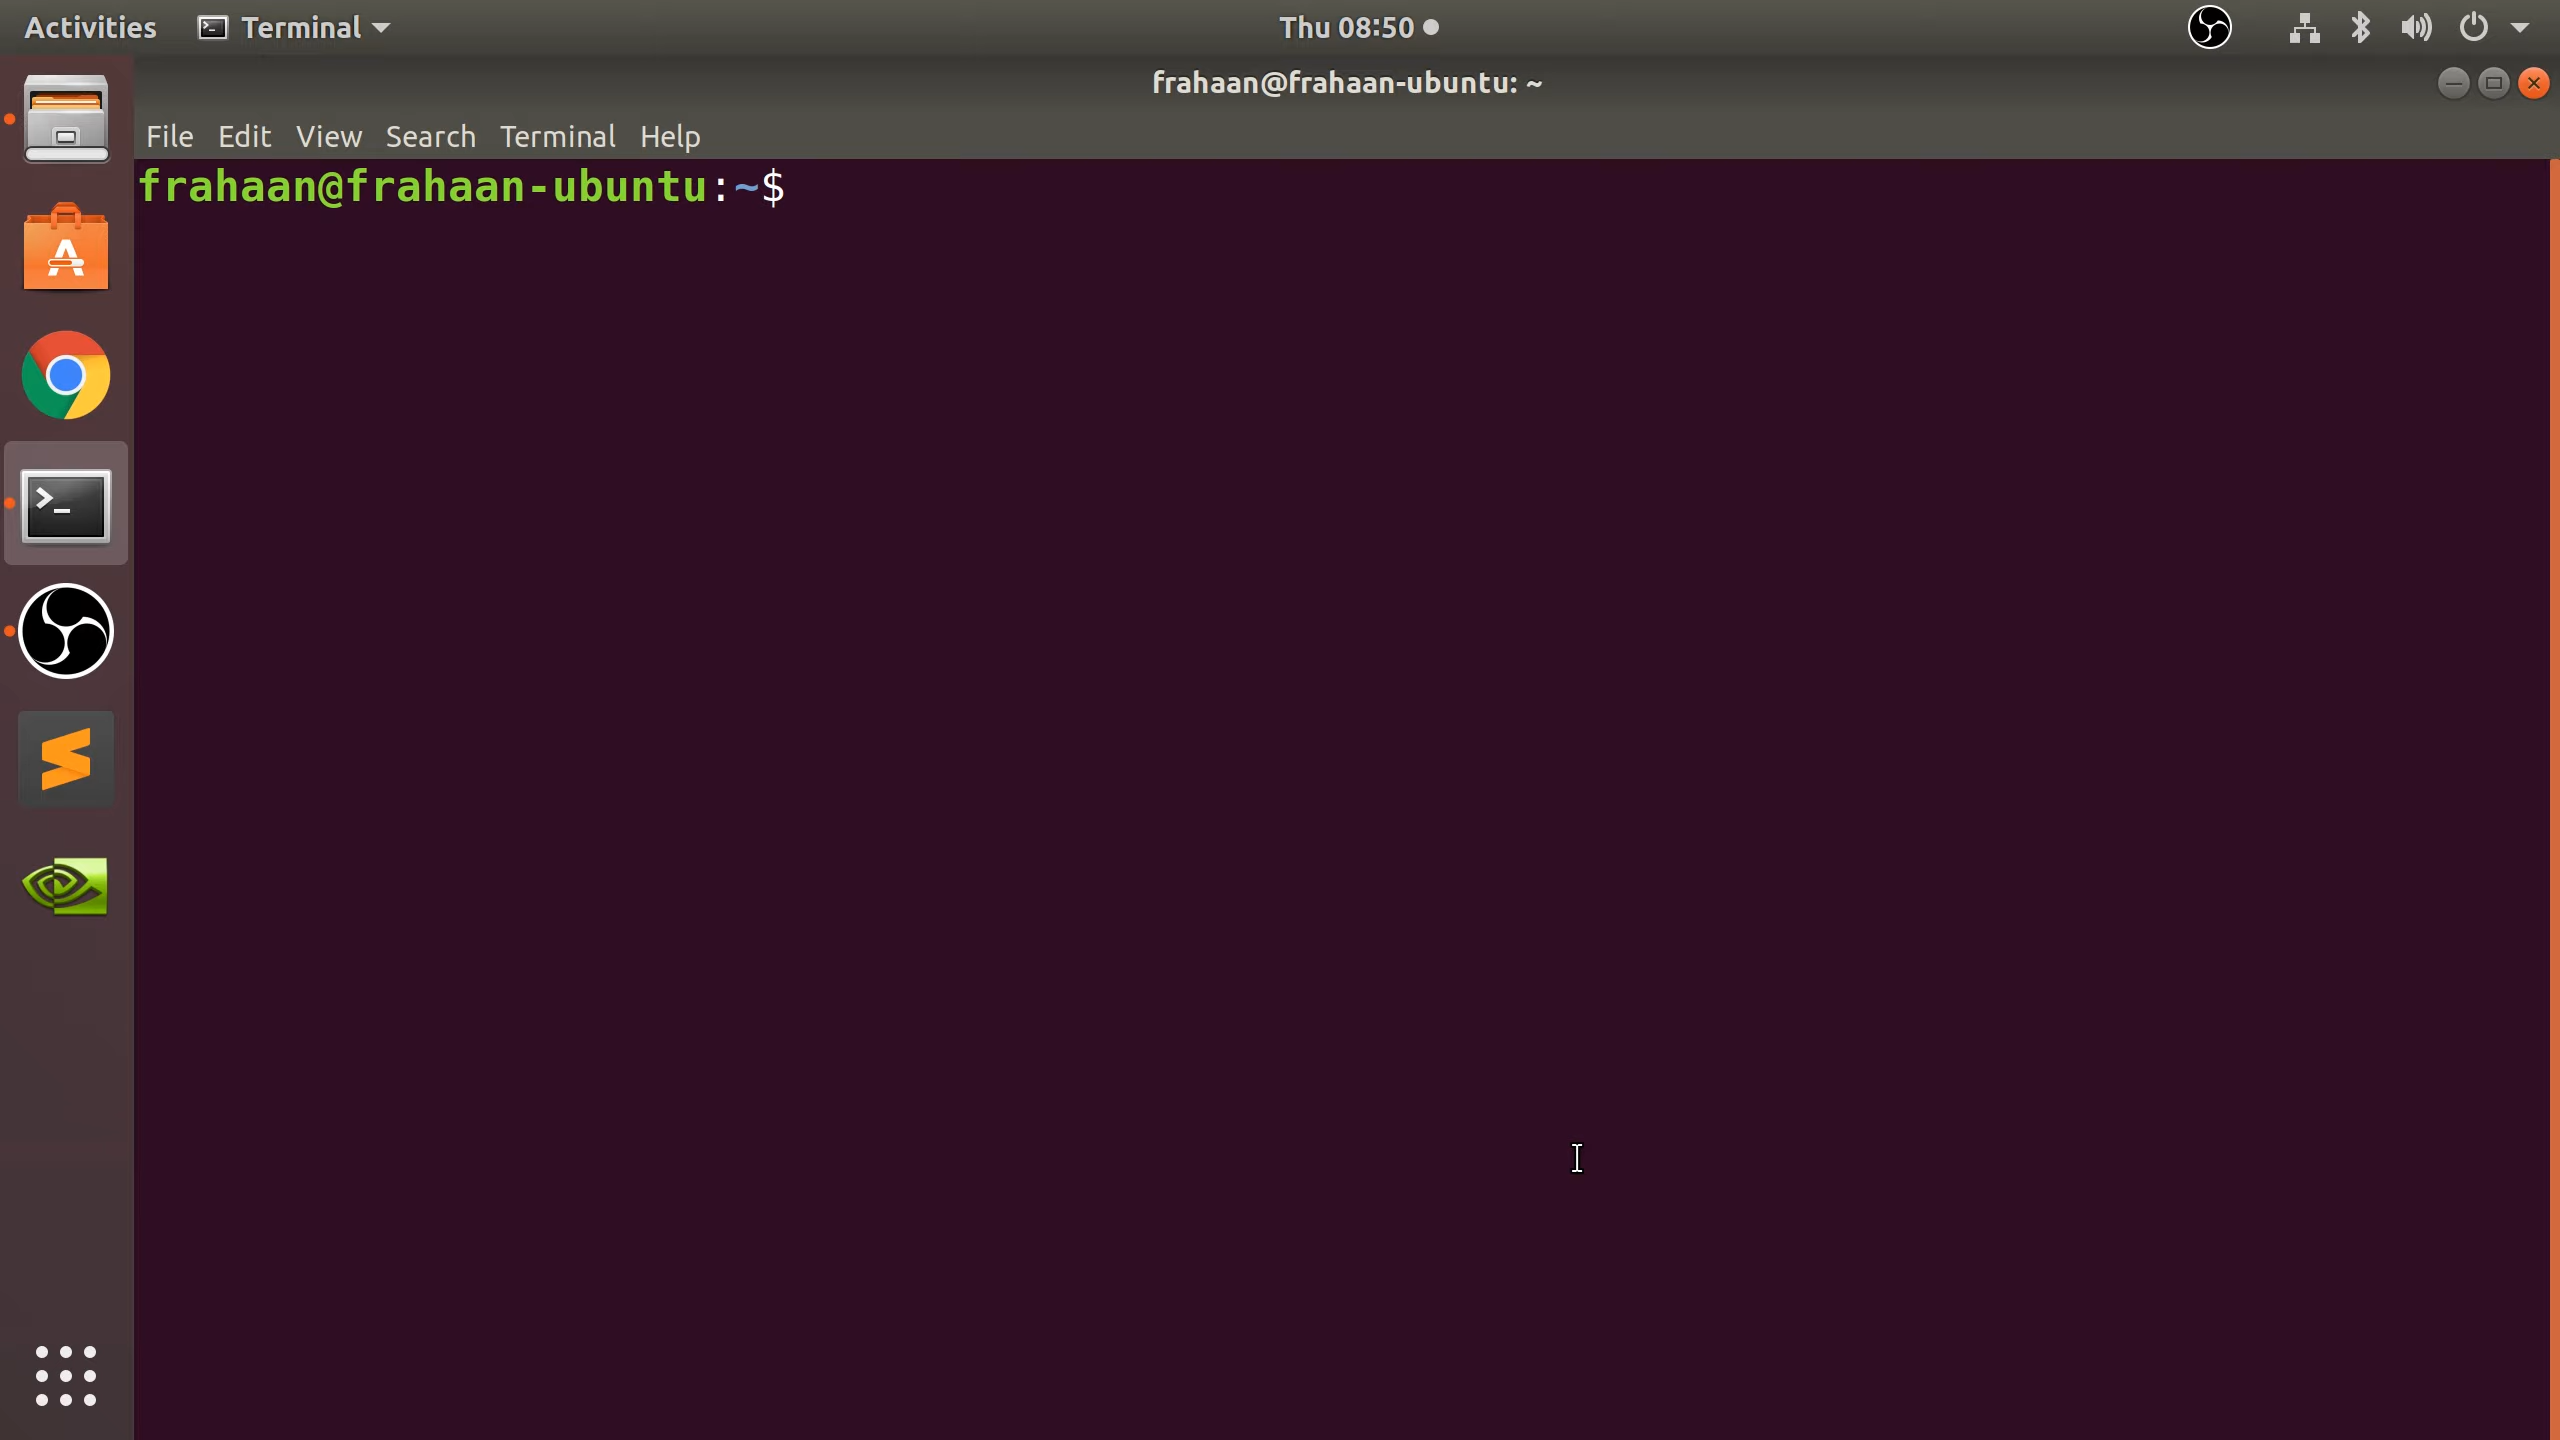 Activities Terminal Thu 08:50
frahaan@frahaan-ubuntu: ~
File Edit View Search Terminal Help
frahaan@frahaan-ubuntu:~$